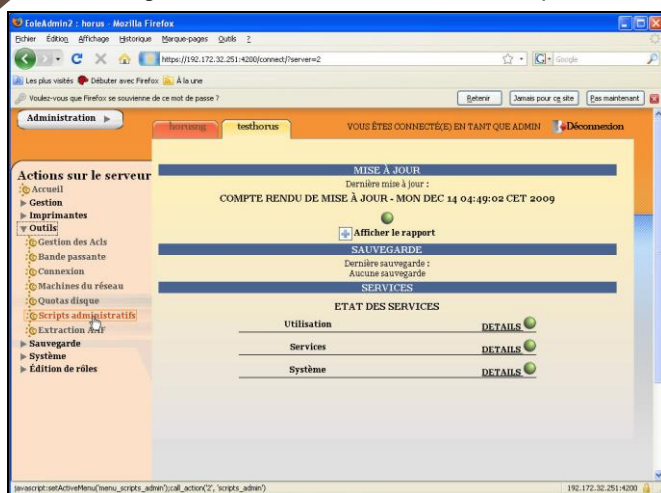 EoleAdmin2 : horus - Mozilla Firefox
Fichier Édition Affichage Historique Marque-pages Outils ?
https://192.172.32.251:4200/connect/?server=2
Google
Les plus visités Débuter avec Firefox À la une
Voulez-vous que Firefox se souvienne de ce mot de passe ?
Retenir Jamais pour ce site Pas maintenant
Administration
horusng testhorus VOUS ÊTES CONNECTÉ(E) EN TANT QUE ADMIN Déconnexion
Actions sur le serveur
Accueil
Gestion
Imprimantes
Outils
Gestion des Acls
Bande passante
Connexion
Machines du réseau
Quotas disque
Scripts administratifs
Extraction AAF
Sauvegarde
Système
Édition de rôles
MISE À JOUR
Dernière mise à jour :
COMPTE RENDU DE MISE À JOUR - MON DEC 14 04:49:02 CET 2009
Afficher le rapport
SAUVEGARDE
Dernière sauvegarde :
Aucune sauvegarde
SERVICES
ETAT DES SERVICES
Utilisation DETAILS
Services DETAILS
Système DETAILS
javascript:setActiveMenu('menu_scripts_admin');call_action('2', 'scripts_admin')
192.172.32.251:4200